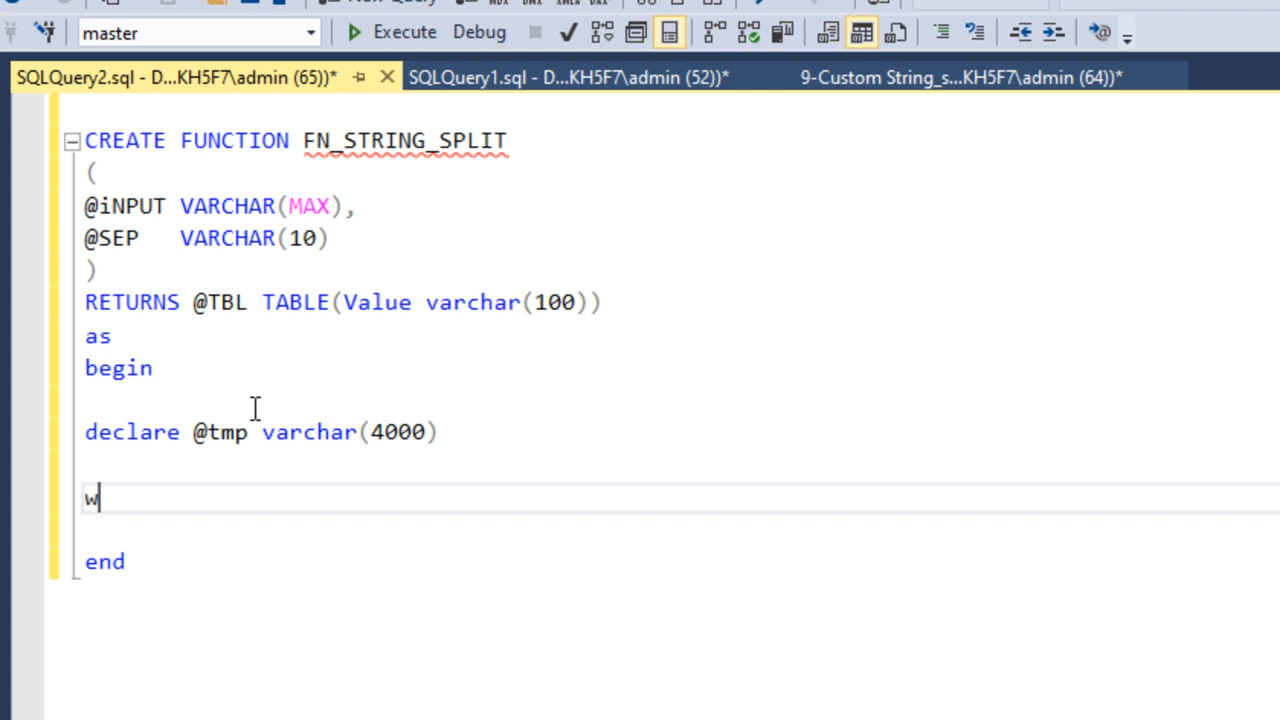 master
Execute
Debug
SQLQuery2.sql - D...KH5F7\admin (65))*
SQLQuery1.sql - D...KH5F7\admin (52))*
9-Custom String_s...KH5F7\admin (64))*
CREATE FUNCTION FN_STRING_SPLIT
(
@iNPUT VARCHAR(MAX),
@SEP VARCHAR(10)
)
RETURNS @TBL TABLE(Value varchar(100))
as
begin
declare @tmp varchar(4000)
w
end